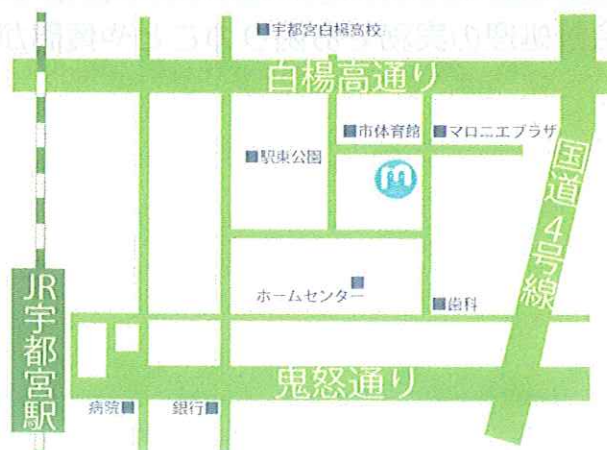 ■宇都宮白楊高校
白楊高通り
■市体育館
■マロニエプラザ
■駅東公園
m
国道4号線
ホームセンター■
■歯科
JR宇都宮駅
鬼怒通り
病院■
銀行■